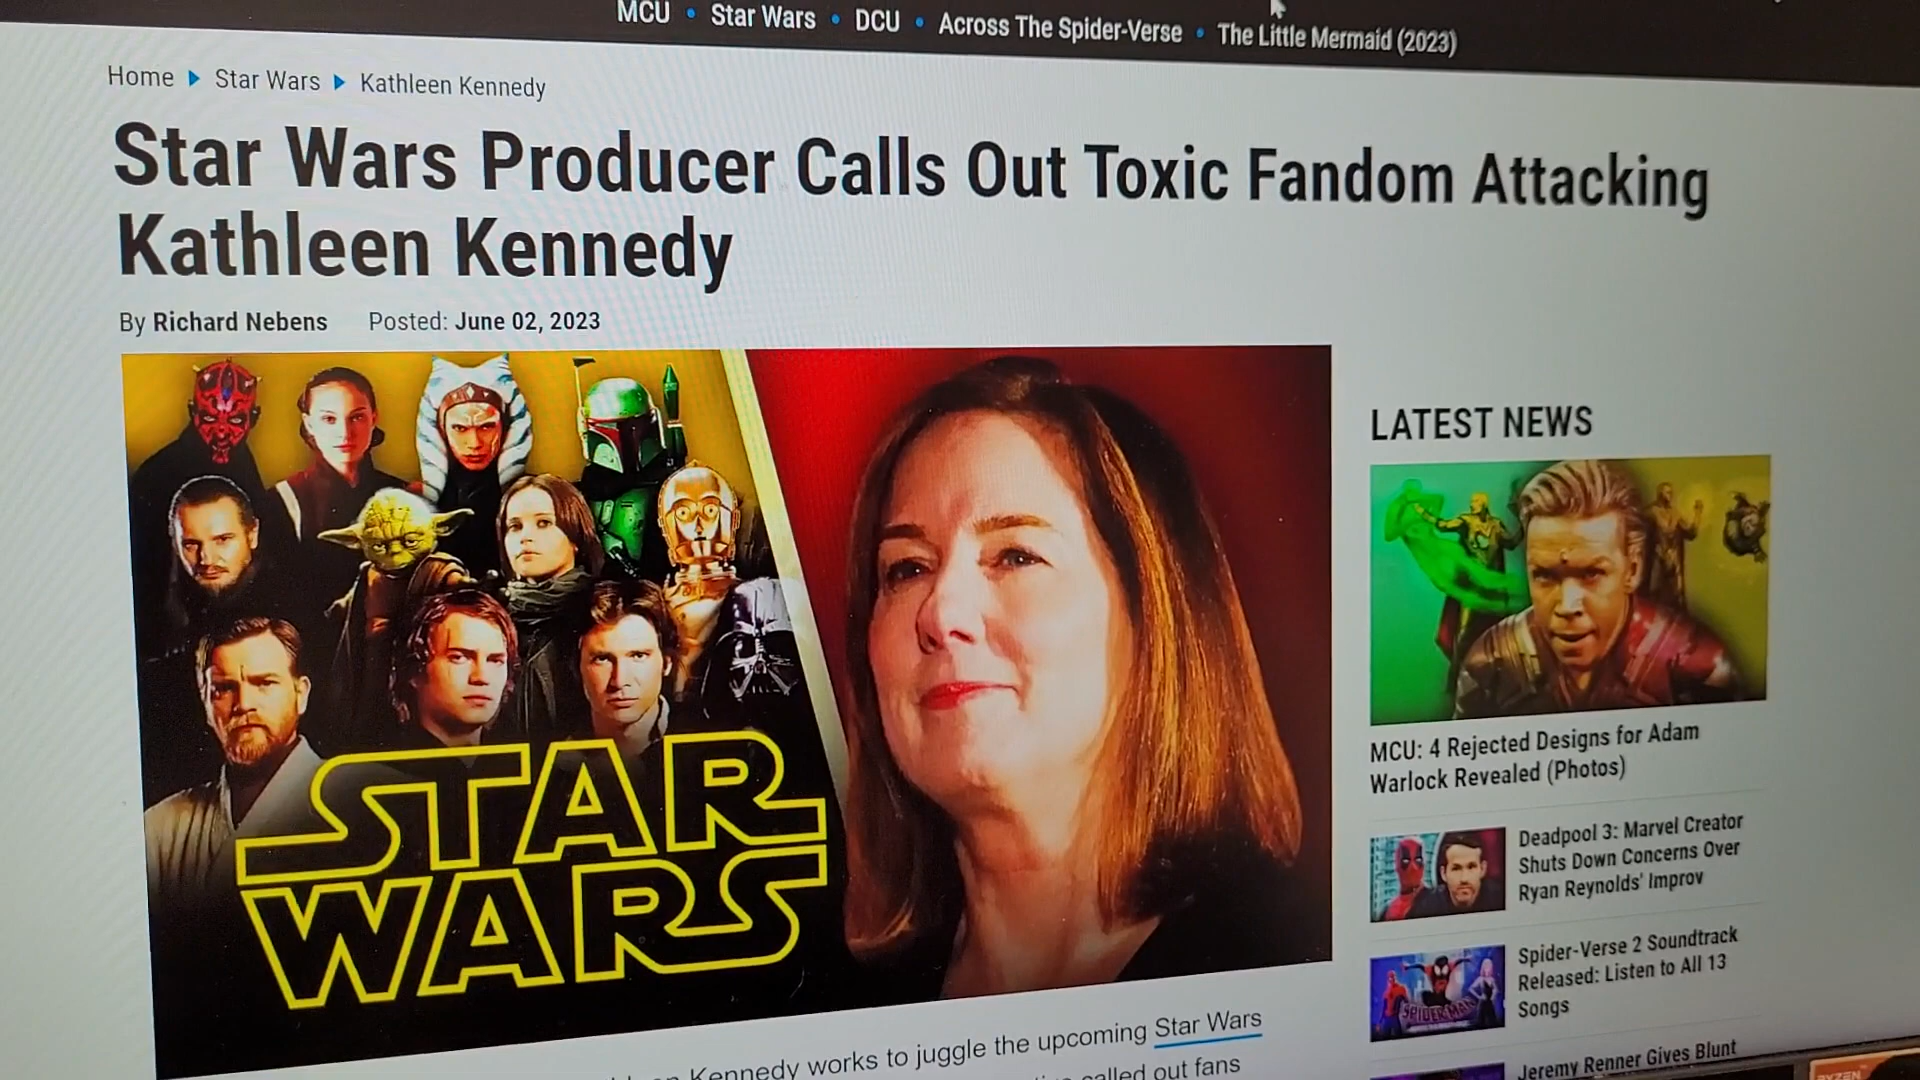 MCU • Star Wars • DCU • Across The Spider-Verse • The Little Mermaid (2023)
Home ▶ Star Wars ▶ Kathleen Kennedy
Star Wars Producer Calls Out Toxic Fandom Attacking
Kathleen Kennedy
By Richard Nebens Posted: June 02, 2023
STAR
WARS
Kennedy works to juggle the upcoming Star Wars
called out fans
LATEST NEWS
MCU: 4 Rejected Designs for Adam
Warlock Revealed (Photos)
Deadpool 3: Marvel Creator
Shuts Down Concerns Over
Ryan Reynolds' Improv
SPIDER-MAN
Spider-Verse 2 Soundtrack
Released: Listen to All 13
Songs
Jeremy Renner Gives Blunt
RYZEN